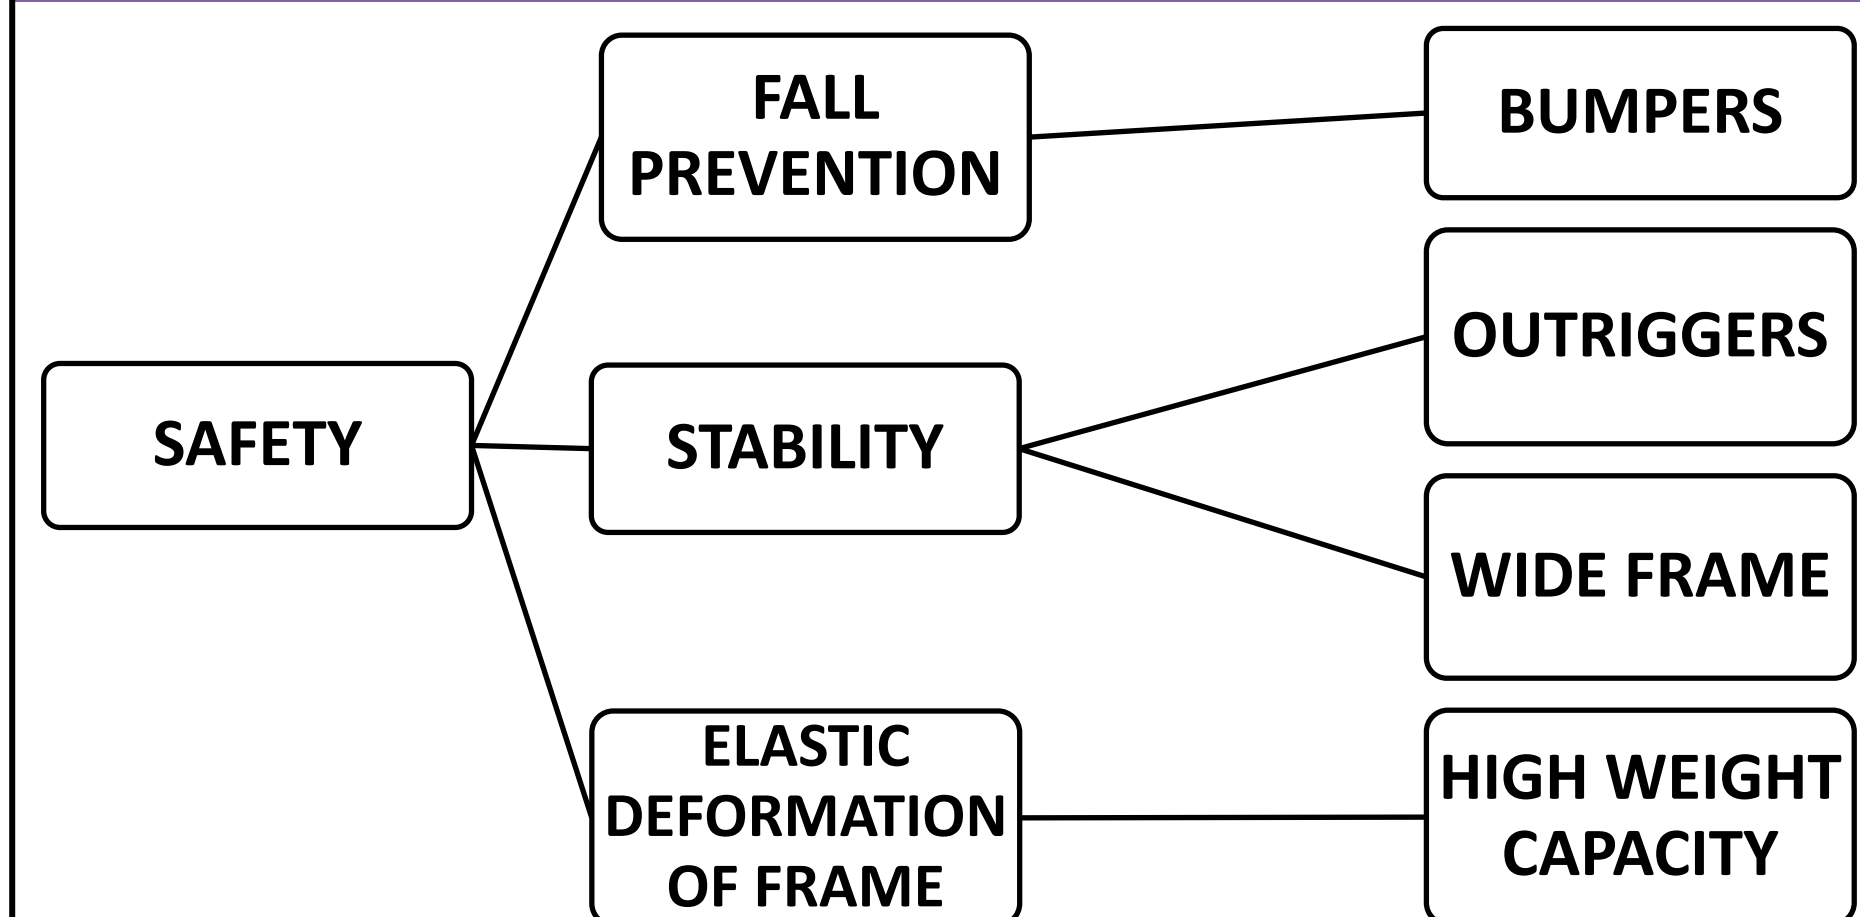 FALL
PREVENTION
BUMPERS
OUTRIGGERS
SAFETY
STABILITY
WIDE FRAME
ELASTIC
DEFORMATION
OF FRAME
HIGH WEIGHT
CAPACITY